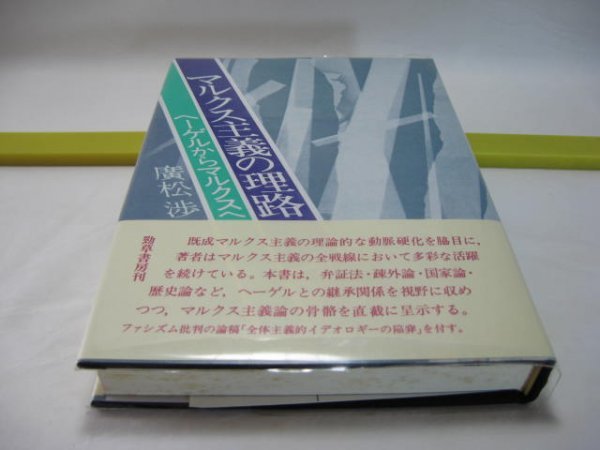 マルクス主義の理路
ヘーゲルからマルクスへ
廣松渉
勁草書房刊
既成マルクス主義の理論的な動脈硬化を脇目に,
著者はマルクスの全戦線において多彩な活躍
を続けている。本書は, 弁証法・疎外論・国家論・
歴史論など, ヘーゲルとの継承関係を視野に収め
つつ, マルクス主義論の骨骼を直截に呈示する。
ファシズム批判の論稿「全体主義的イデオロギーの陥穽」を付す。